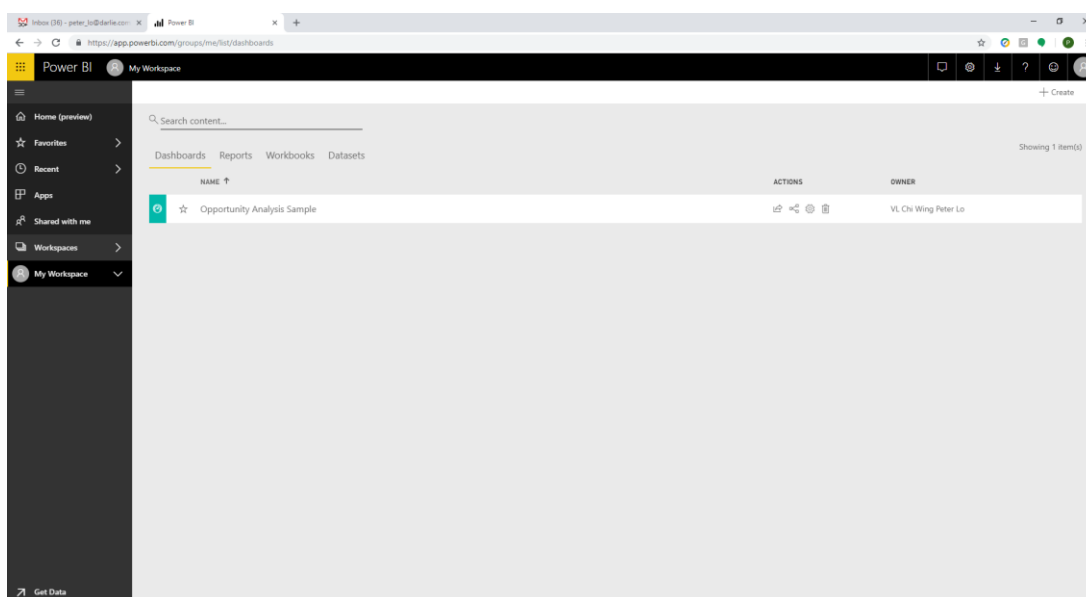 Inbox (36) - peter_lo@darlie.com
Power BI
https://app.powerbi.com/groups/me/list/dashboards
Power BI My Workspace
+ Create
Home (preview)
Search content...
Favorites
Showing 1 item(s)
Dashboards Reports Workbooks Datasets
Recent
NAME ACTIONS OWNER
Apps
Opportunity Analysis Sample VL Chi Wing Peter Lo
Shared with me
Workspaces
My Workspace
Get Data